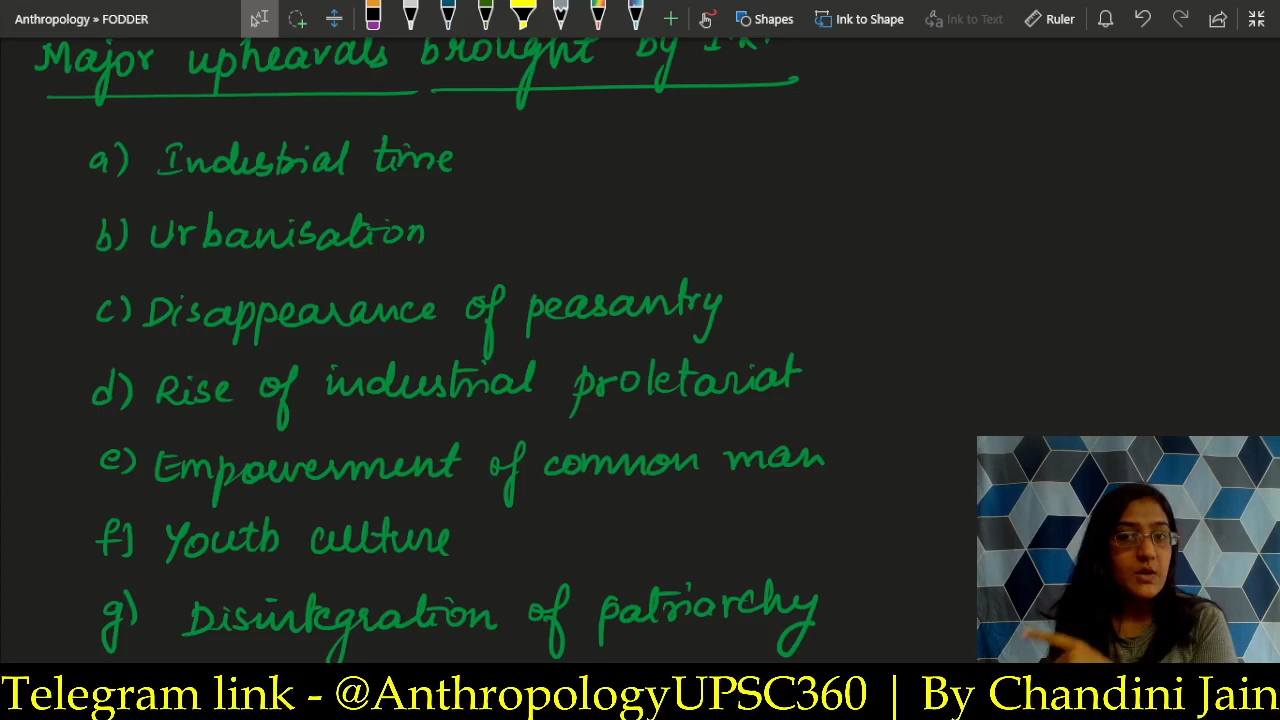 Anthropology » FODDER
Shapes
Ink to Shape
Ink to Text
Ruler
Major upheavals brought by I.R.
a) Industrial time
b) Urbanisation
c) Disappearance of peasantry
d) Rise of industrial proletariat
e) Empowerment of common man
f) Youth culture
g) Disintegration of patriarchy
Telegram link - @AnthropologyUPSC360 | By Chandini Jain